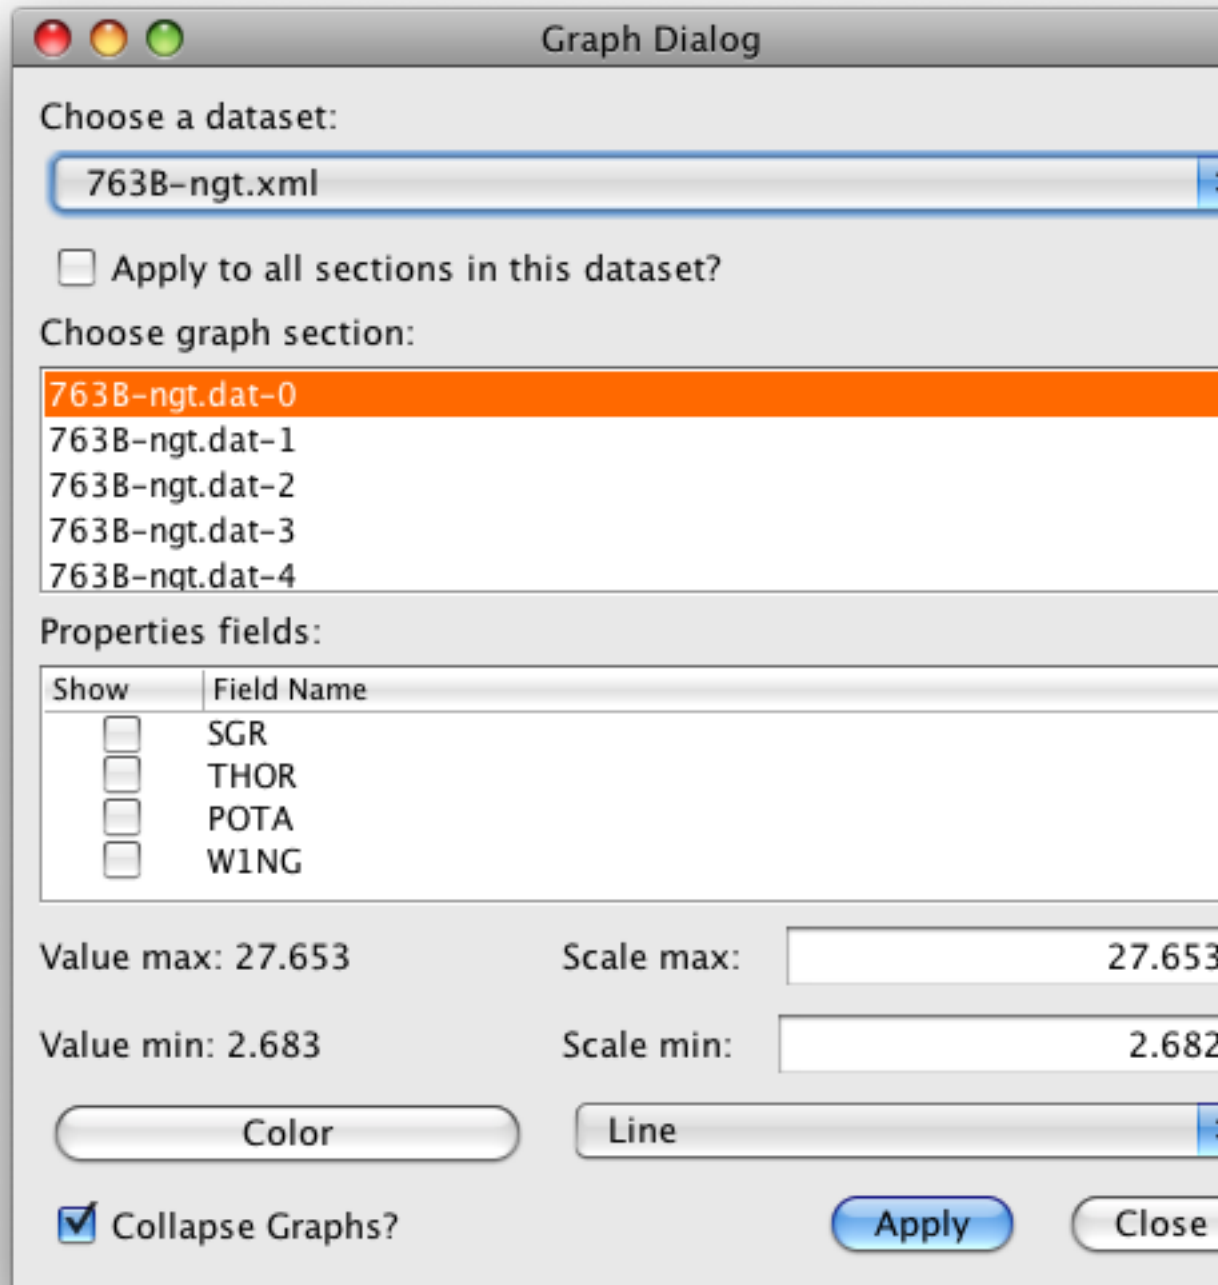 Graph Dialog
Choose a dataset:
763B-ngt.xml
Apply to all sections in this dataset?
Choose graph section:
763B-ngt.dat-0
763B-ngt.dat-1
763B-ngt.dat-2
763B-ngt.dat-3
763B-ngt.dat-4
Properties fields:
Show Field Name
SGR
THOR
POTA
W1NG
Value max: 27.653 Scale max: 27.653
Value min: 2.683 Scale min: 2.682
Color Line
Collapse Graphs? Apply Close